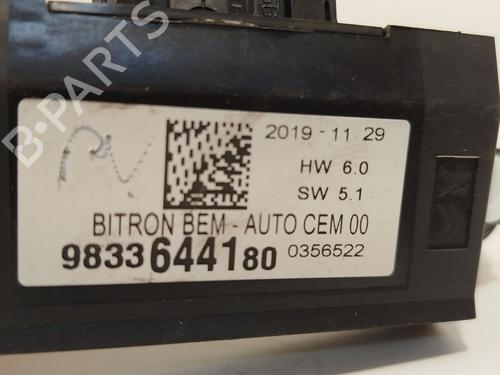 2019-11-29
HW 6.0
SW 5.1
BITRON BEM - AUTO CEM 00
9833644180
0356522
B-PARTS